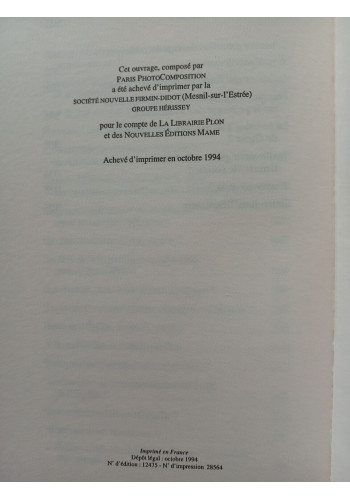 Cet ouvrage, composé par
PARIS PHOTOCOMPOSITION
a été achevé d'imprimer par la
SOCIÉTÉ NOUVELLE FIRMIN-DIDOT (Mesnil-sur-l'Estrée)
GROUPE HÉRISSEY
pour le compte de LA LIBRAIRIE PLON
et des NOUVELLES ÉDITIONS MAME
Achevé d'imprimer en octobre 1994
Imprimé en France
Dépôt légal : octobre 1994
N° d'édition : 12475 - N° d'impression 28564